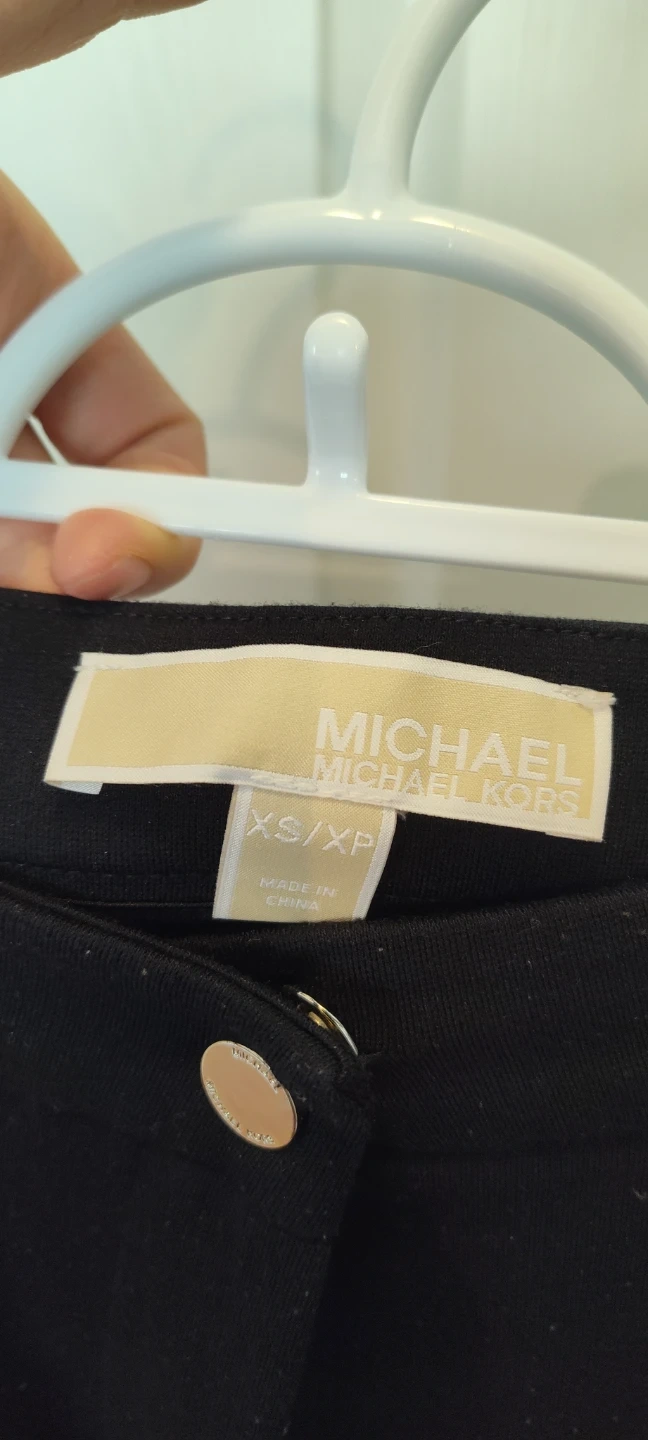 MICHAEL
MICHAEL KORS
XS/XP
MADE IN
CHINA